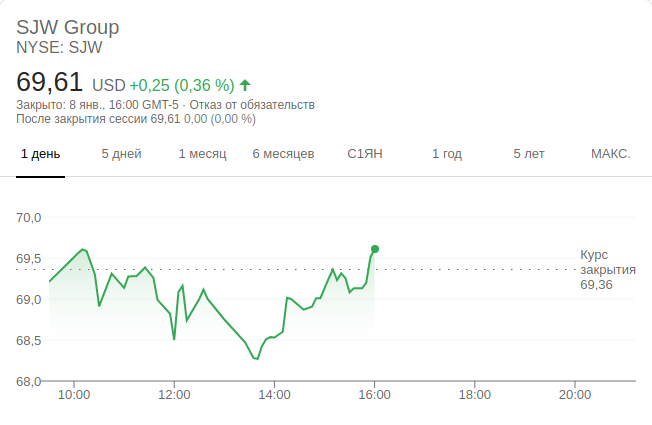 SJW Group
NYSE: SJW
69,61 USD +0,25 (0,36 %)
Закрыто: 8 янв., 16:00 GMT-5 · Отказ от обязательств
После закрытия сессии 69,61 0,00 (0,00 %)
1 день 5 дней 1 месяц 6 месяцев С1ЯН 1 год 5 лет МАКС.
70,0
69,5
69,0
68,5
68,0
Курс
закрытия
69,36
10:00 12:00 14:00 16:00 18:00 20:00